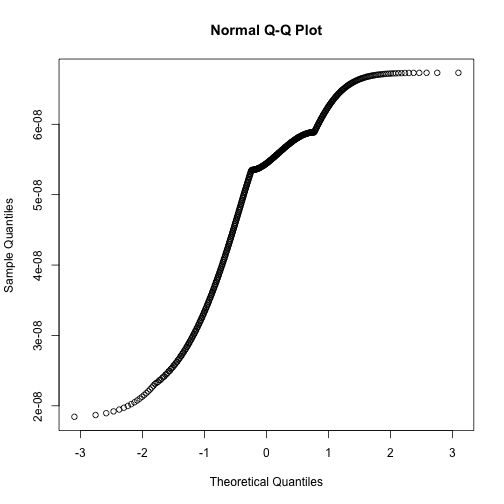 Normal Q-Q Plot
Sample Quantiles
6e-08
5e-08
4e-08
3e-08
2e-08
-3 -2 -1 0 1 2 3
Theoretical Quantiles